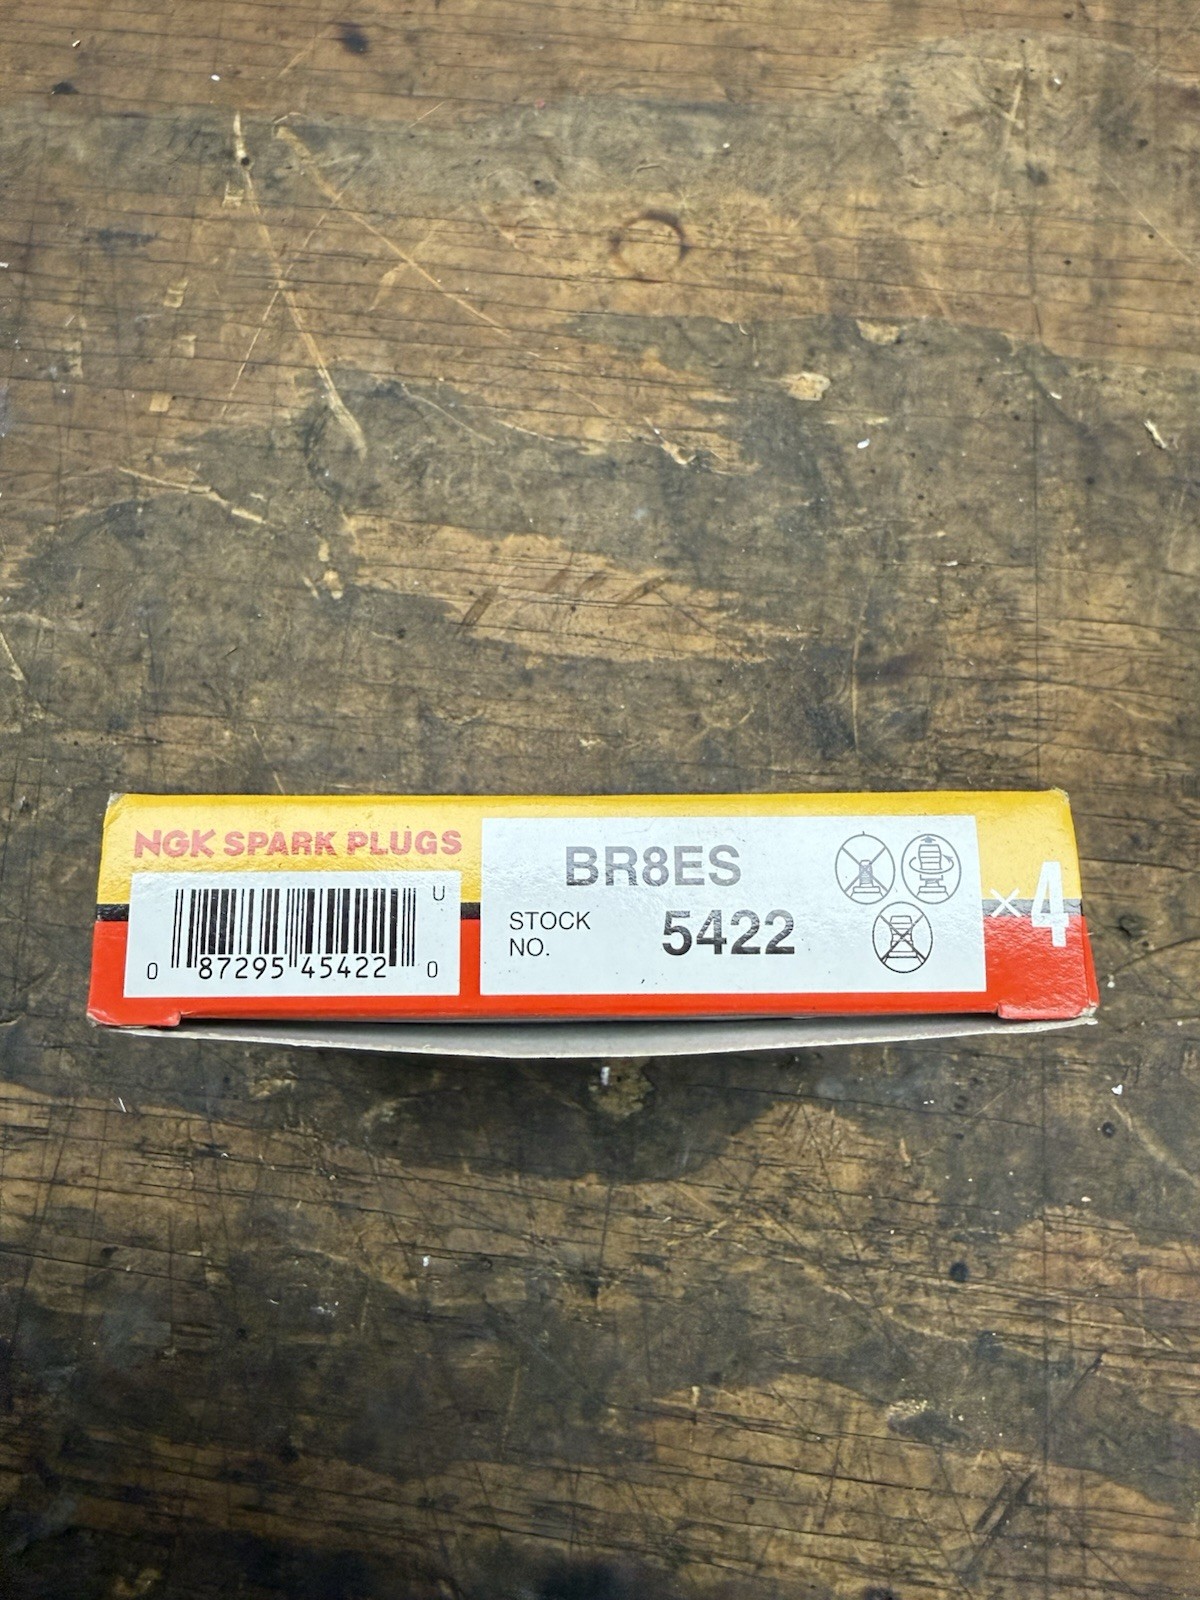 NGK SPARK PLUGS
U
0 87295 45422 0
BR8ES
STOCK NO. 5422
×4